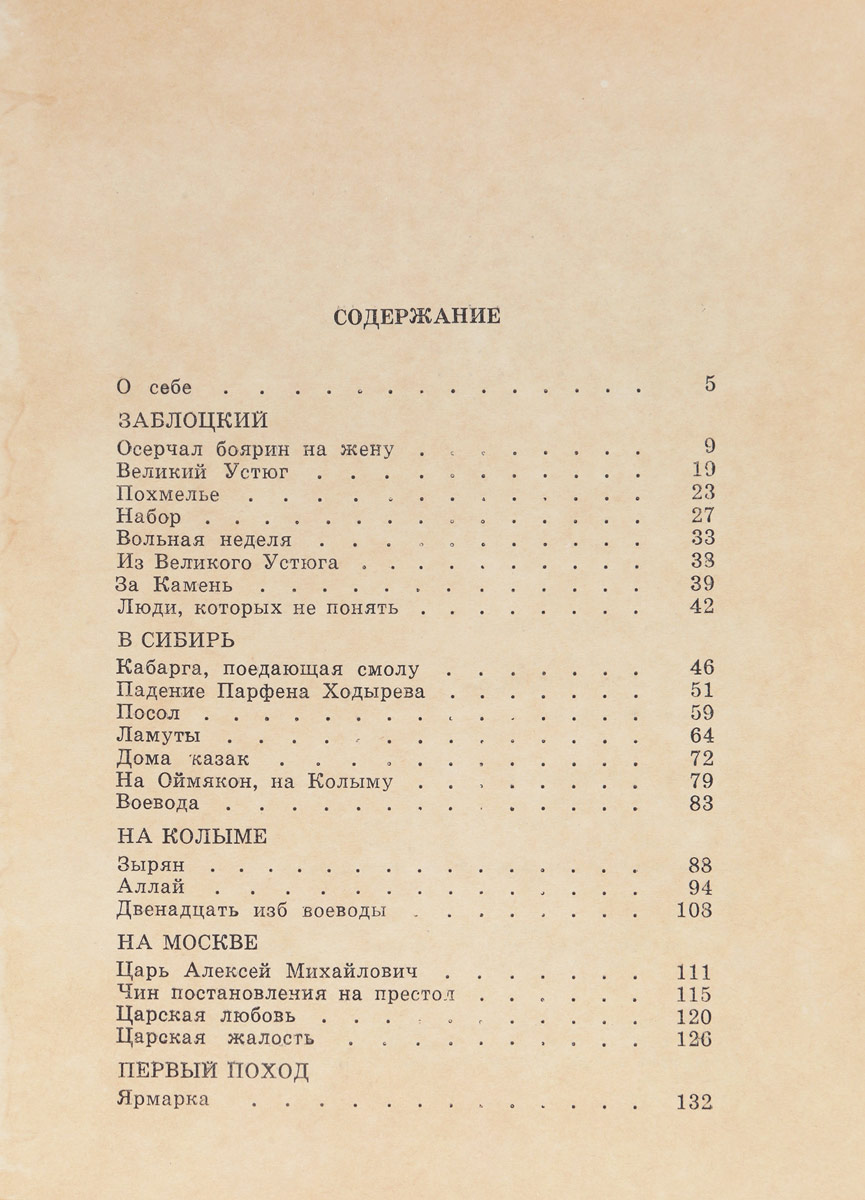 СОДЕРЖАНИЕ
О себе . . . . . . . . . . . . . . 5
ЗАБЛОЦКИЙ
Осерчал боярин на жену . . . . . . . . 9
Великий Устюг . . . . . . . . . . . 19
Похмелье . . . . . . . . . . . . . 23
Набор . . . . . . . . . . . . . . . 27
Вольная неделя . . . . . . . . . . . 33
Из Великого Устюга . . . . . . . . . . 38
За Камень . . . . . . . . . . . . . 39
Люди, которых не понять . . . . . . . . 42
В СИБИРЬ
Кабарга, поедающая смолу . . . . . . . 46
Падение Парфена Ходырева . . . . . . . 51
Посол . . . . . . . . . . . . . . . 59
Ламуты . . . . . . . . . . . . . . 64
Дома казак . . . . . . . . . . . . 72
На Оймякон, на Колыму . . . . . . . . 79
Воевода . . . . . . . . . . . . . . 83
НА КОЛЫМЕ
Зырян . . . . . . . . . . . . . . 88
Аллай . . . . . . . . . . . . . . 94
Двенадцать изб воеводы . . . . . . . . 108
НА МОСКВЕ
Царь Алексей Михайлович . . . . . . . 111
Чин постановления на престол . . . . . . 115
Царская любовь . . . . . . . . . . . 120
Царская жалость . . . . . . . . . . 126
ПЕРВЫЙ ПОХОД
Ярмарка . . . . . . . . . . . . . 132